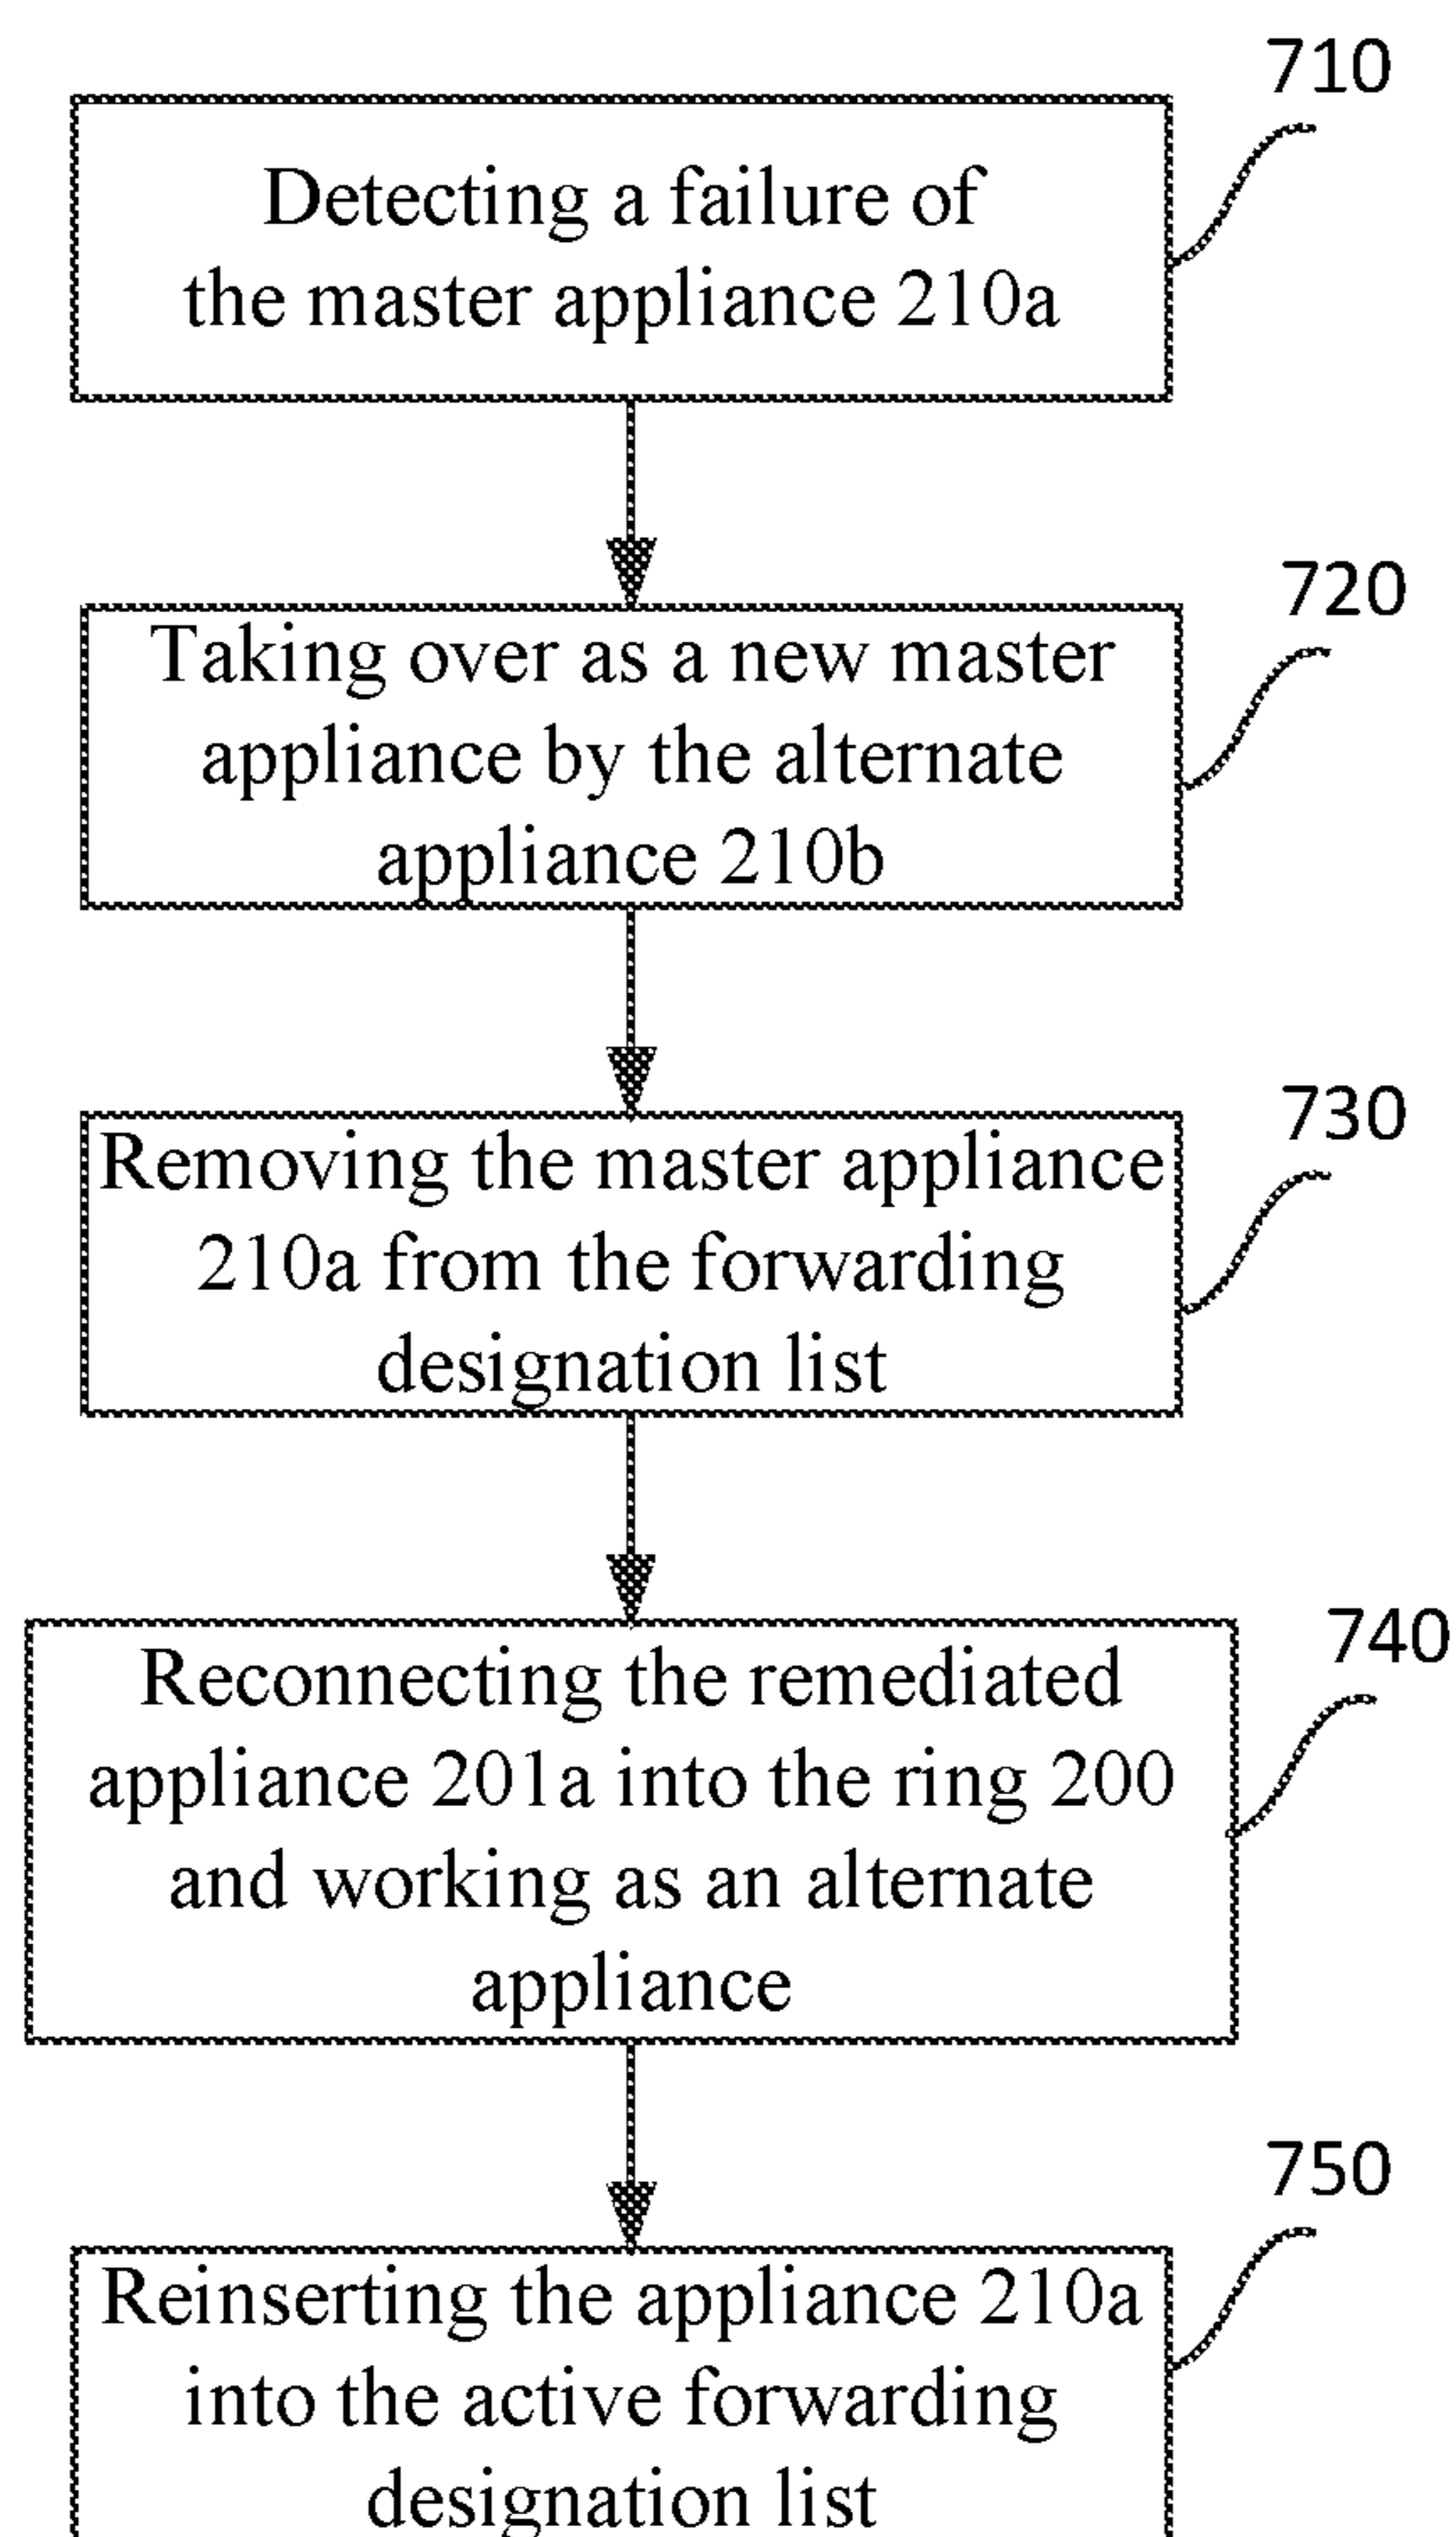 710
Detecting a failure of
the master appliance 210a
720
Taking over as a new master
appliance by the alternate
appliance 210b
730
Removing the master appliance
210a from the forwarding
designation list
740
Reconnecting the remediated
appliance 201a into the ring 200
and working as an alternate
appliance
750
Reinserting the appliance 210a
into the active forwarding
designation list